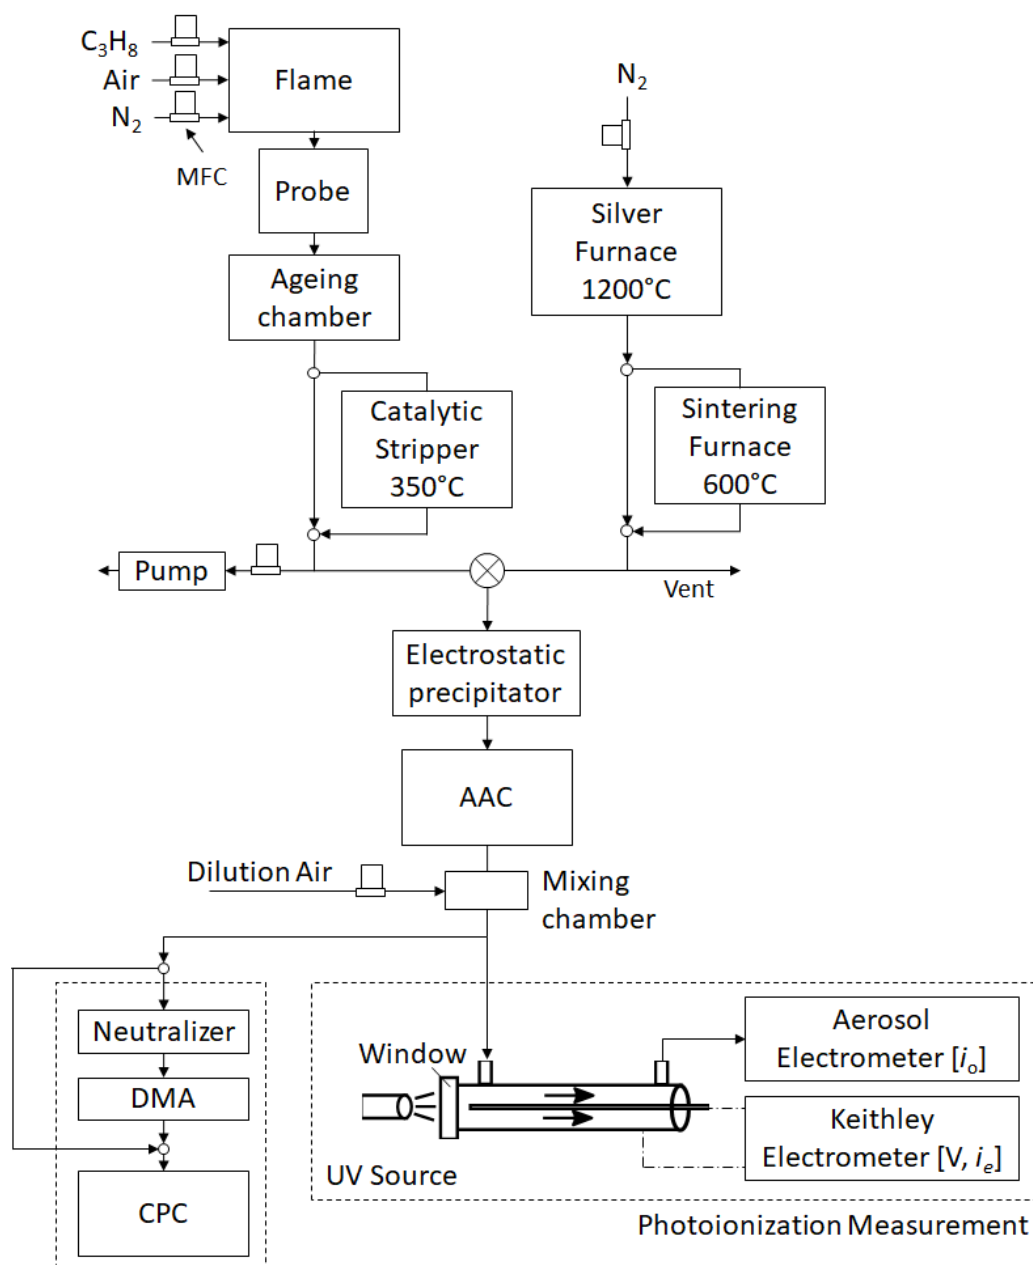 C₃H₈
Air
N₂
MFC
Flame
Probe
Ageing
chamber
Catalytic
Stripper
350°C
N₂
Silver
Furnace
1200°C
Sintering
Furnace
600°C
Pump
Vent
Electrostatic
precipitator
AAC
Dilution Air
Mixing
chamber
Neutralizer
DMA
CPC
Window
UV Source
Aerosol
Electrometer [iₒ]
Keithley
Electrometer [V, iₑ]
Photoionization Measurement